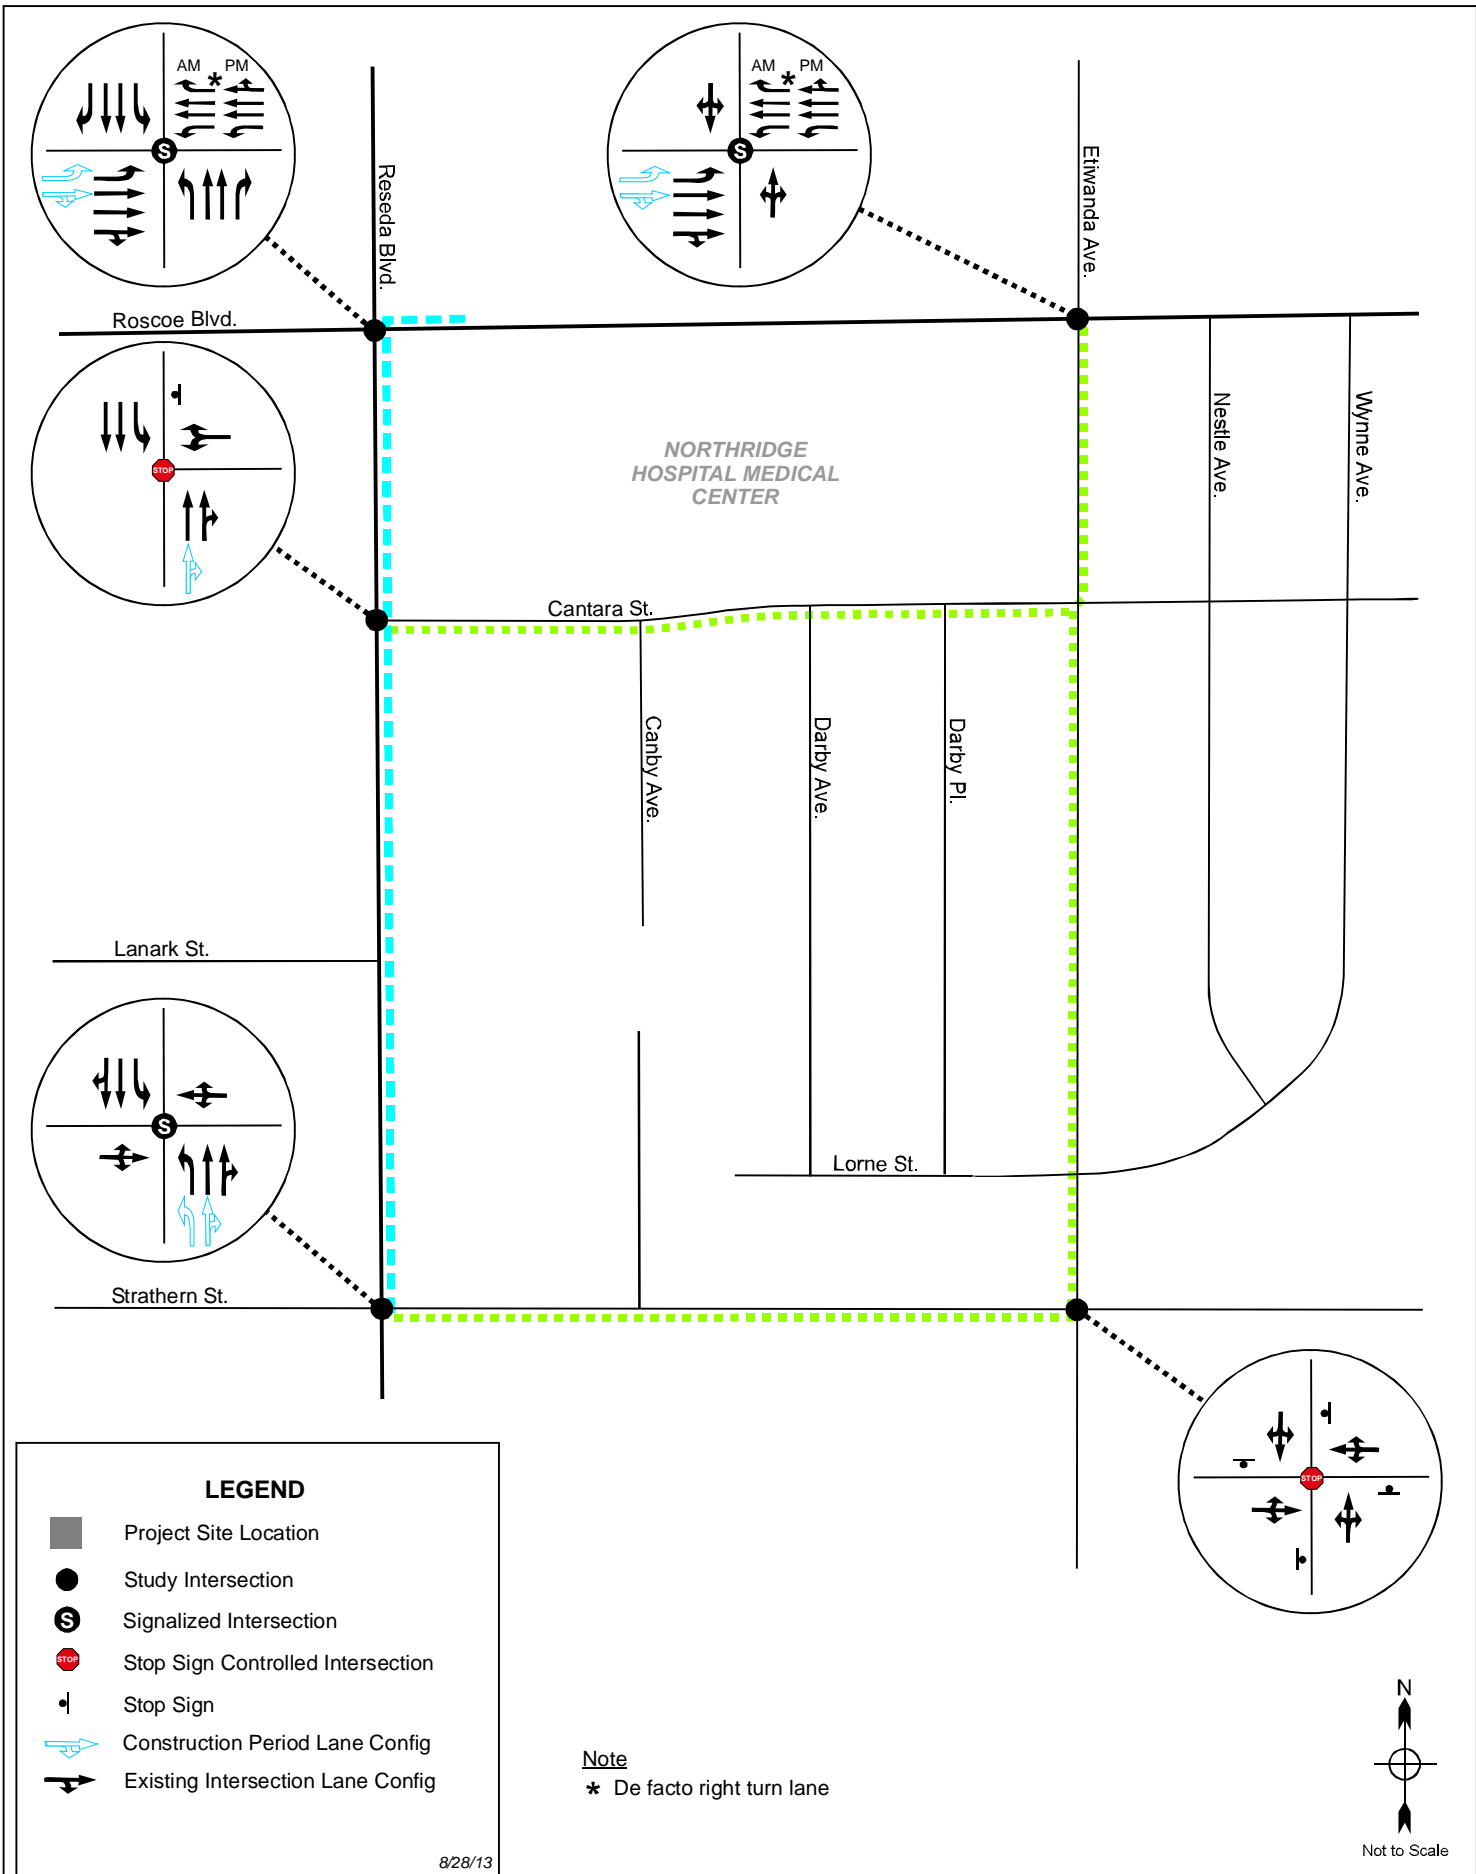 AM PM
*
S
AM PM
*
S
Reseda Blvd.
Etiwanda Ave.
Roscoe Blvd.
Nestle Ave.
Wynne Ave.
NORTHRIDGE
HOSPITAL MEDICAL
CENTER
STOP
Cantara St.
Canby Ave.
Darby Ave.
Darby Pl.
Lanark St.
S
Lorne St.
Strathern St.
STOP
LEGEND
Project Site Location
Study Intersection
S Signalized Intersection
STOP Stop Sign Controlled Intersection
Stop Sign
Construction Period Lane Config
Existing Intersection Lane Config
8/28/13
Note
* De facto right turn lane
N
Not to Scale